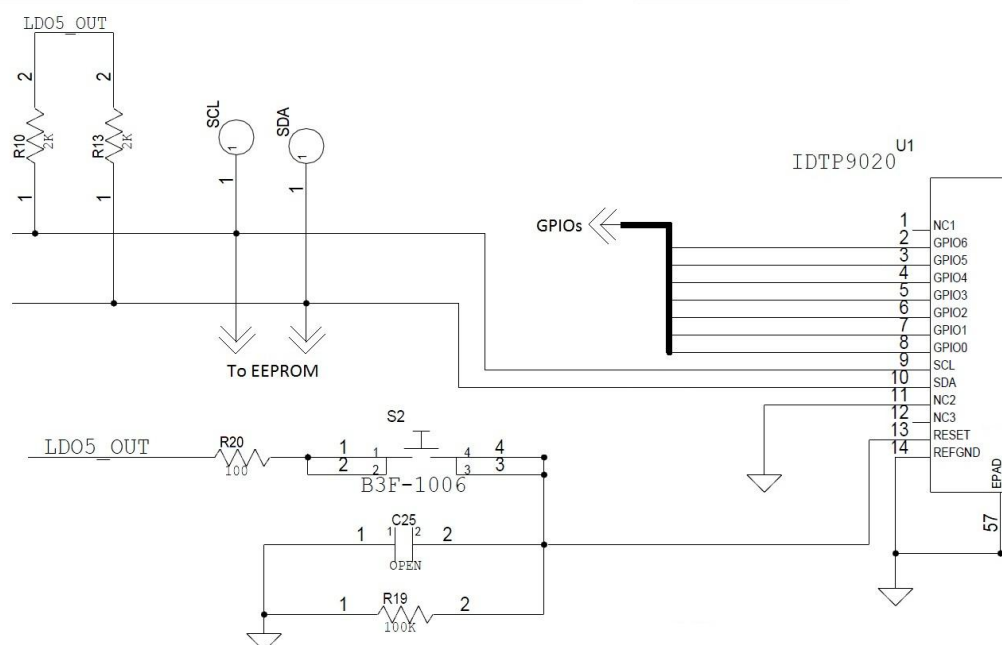 LDO5_OUT
2
2
R10
2K
R13
2K
1
1
SCL
1
1
SDA
1
1
To EEPROM
GPIOs
U1
IDTP9020
1 NC1
2 GPIO6
3 GPIO5
4 GPIO4
5 GPIO3
6 GPIO2
7 GPIO1
8 GPIO0
9 SCL
10 SDA
11 NC2
12 NC3
13 RESET
14 REFGND
EPAD
57
LDO5_OUT
R20
100
S2
1 1 4 4
2 2 3 3
B3F-1006
C25
1 1 2 2
OPEN
R19
1 2
100K